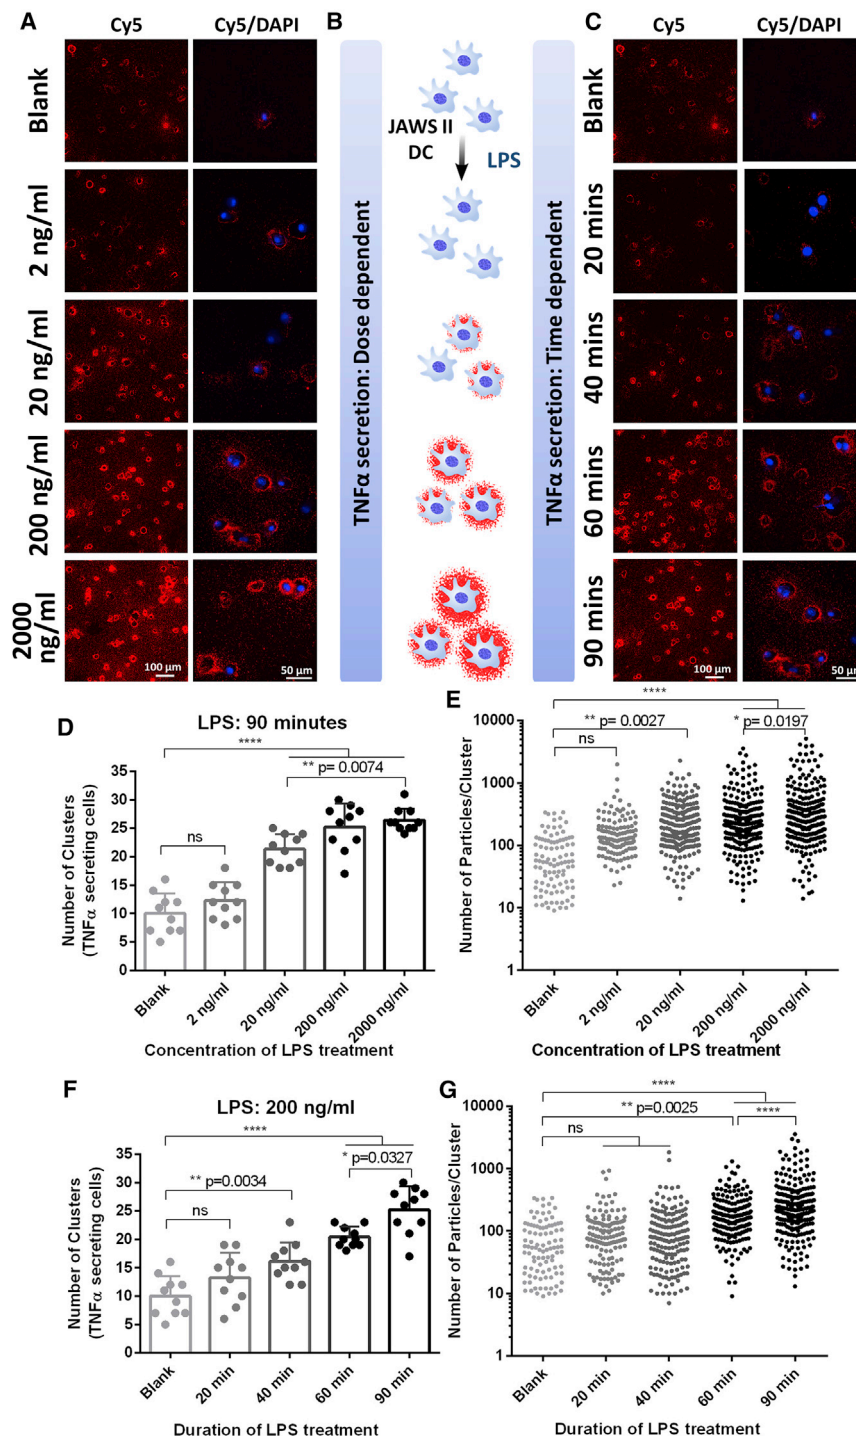 A
Cy5
Cy5/DAPI
Blank
2 ng/ml
20 ng/ml
200 ng/ml
2000
ng/ml
100 µm
50 µm
B
TNFα secretion: Dose dependent
JAWS II
DC
LPS
TNFα secretion: Time dependent
C
Cy5
Cy5/DAPI
Blank
20 mins
40 mins
60 mins
90 mins
100 µm
50 µm
D
LPS: 90 minutes
****
** p= 0.0074
ns
Number of Clusters
(TNFα secreting cells)
35
30
25
20
15
10
5
0
Blank
2 ng/ml
20 ng/ml
200 ng/ml
2000 ng/ml
Concentration of LPS treatment
E
****
** p= 0.0027
* p= 0.0197
ns
Number of Particles/Cluster
10000
1000
100
10
1
Blank
2 ng/ml
20 ng/ml
200 ng/ml
2000 ng/ml
Concentration of LPS treatment
F
LPS: 200 ng/ml
****
* p=0.0327
** p=0.0034
ns
Number of Clusters
(TNFα secreting cells)
35
30
25
20
15
10
5
0
Blank
20 min
40 min
60 min
90 min
Duration of LPS treatment
G
****
** p=0.0025
****
ns
Number of Particles/Cluster
10000
1000
100
10
1
Blank
20 min
40 min
60 min
90 min
Duration of LPS treatment